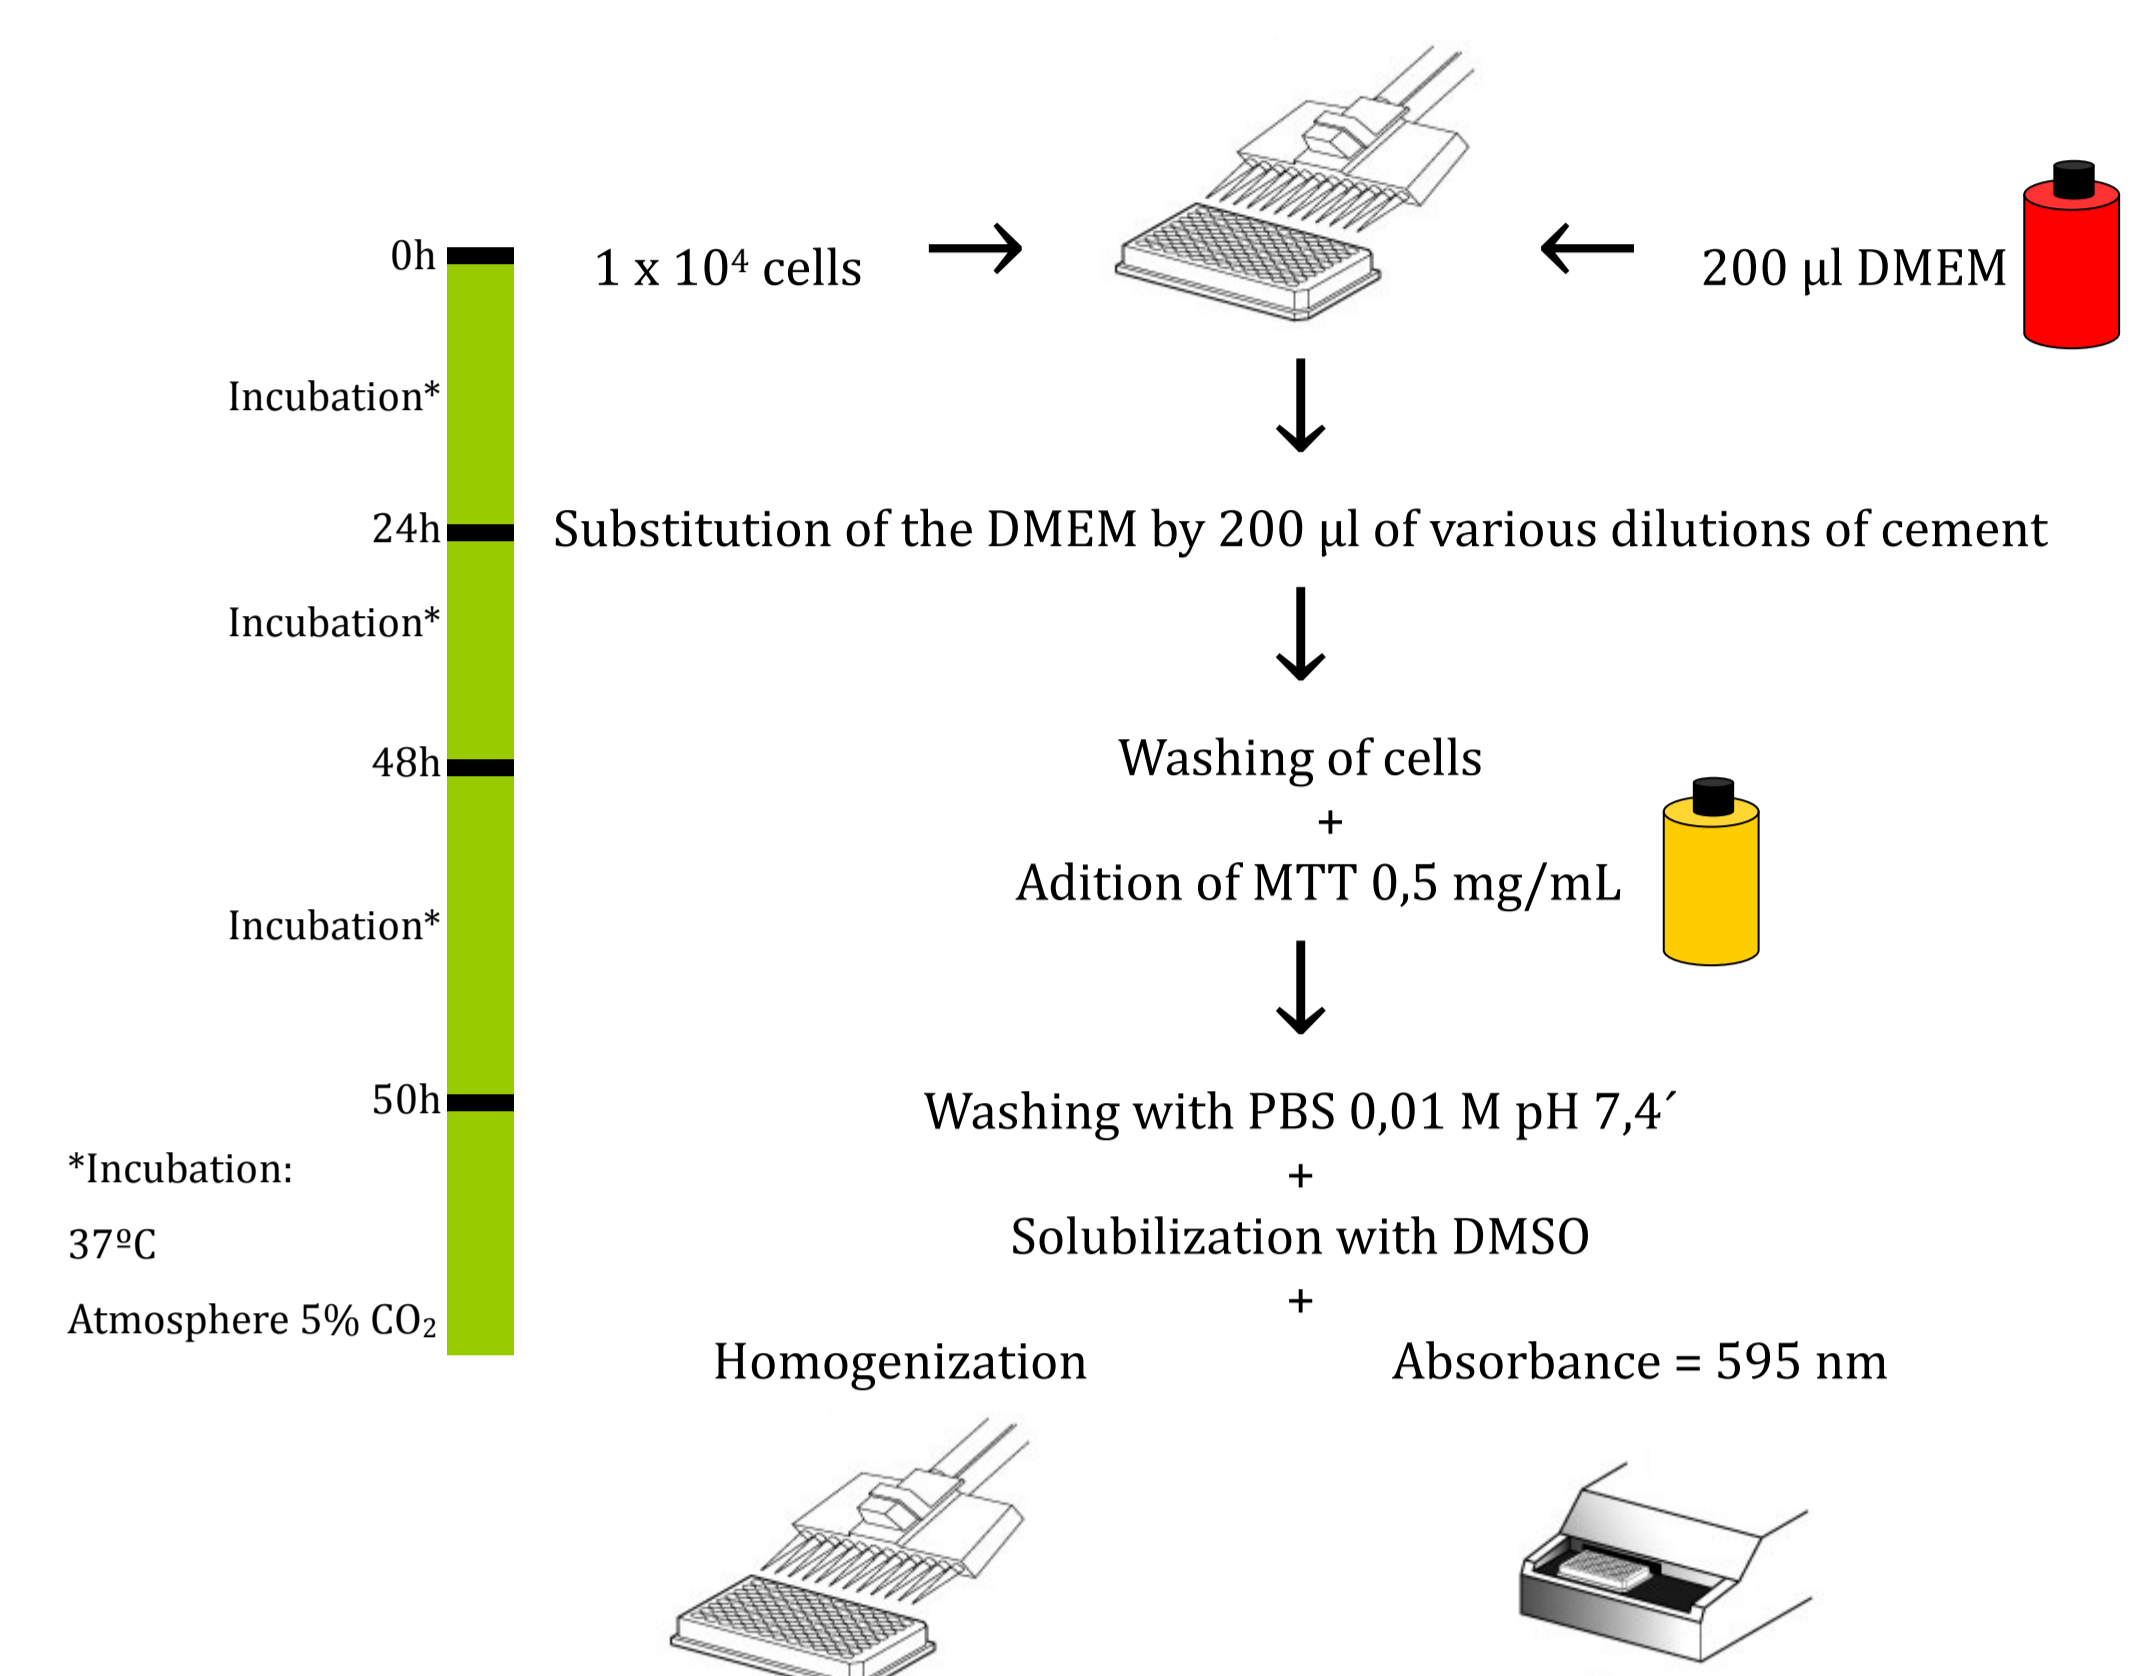 0h
1 x 10⁴ cells
200 µl DMEM
Incubation*
24h
Substitution of the DMEM by 200 µl of various dilutions of cement
Incubation*
48h
Washing of cells
+
Adition of MTT 0,5 mg/mL
Incubation*
50h
Washing with PBS 0,01 M pH 7,4´
+
Solubilization with DMSO
+
Homogenization
Absorbance = 595 nm
*Incubation:
37ºC
Atmosphere 5% CO₂